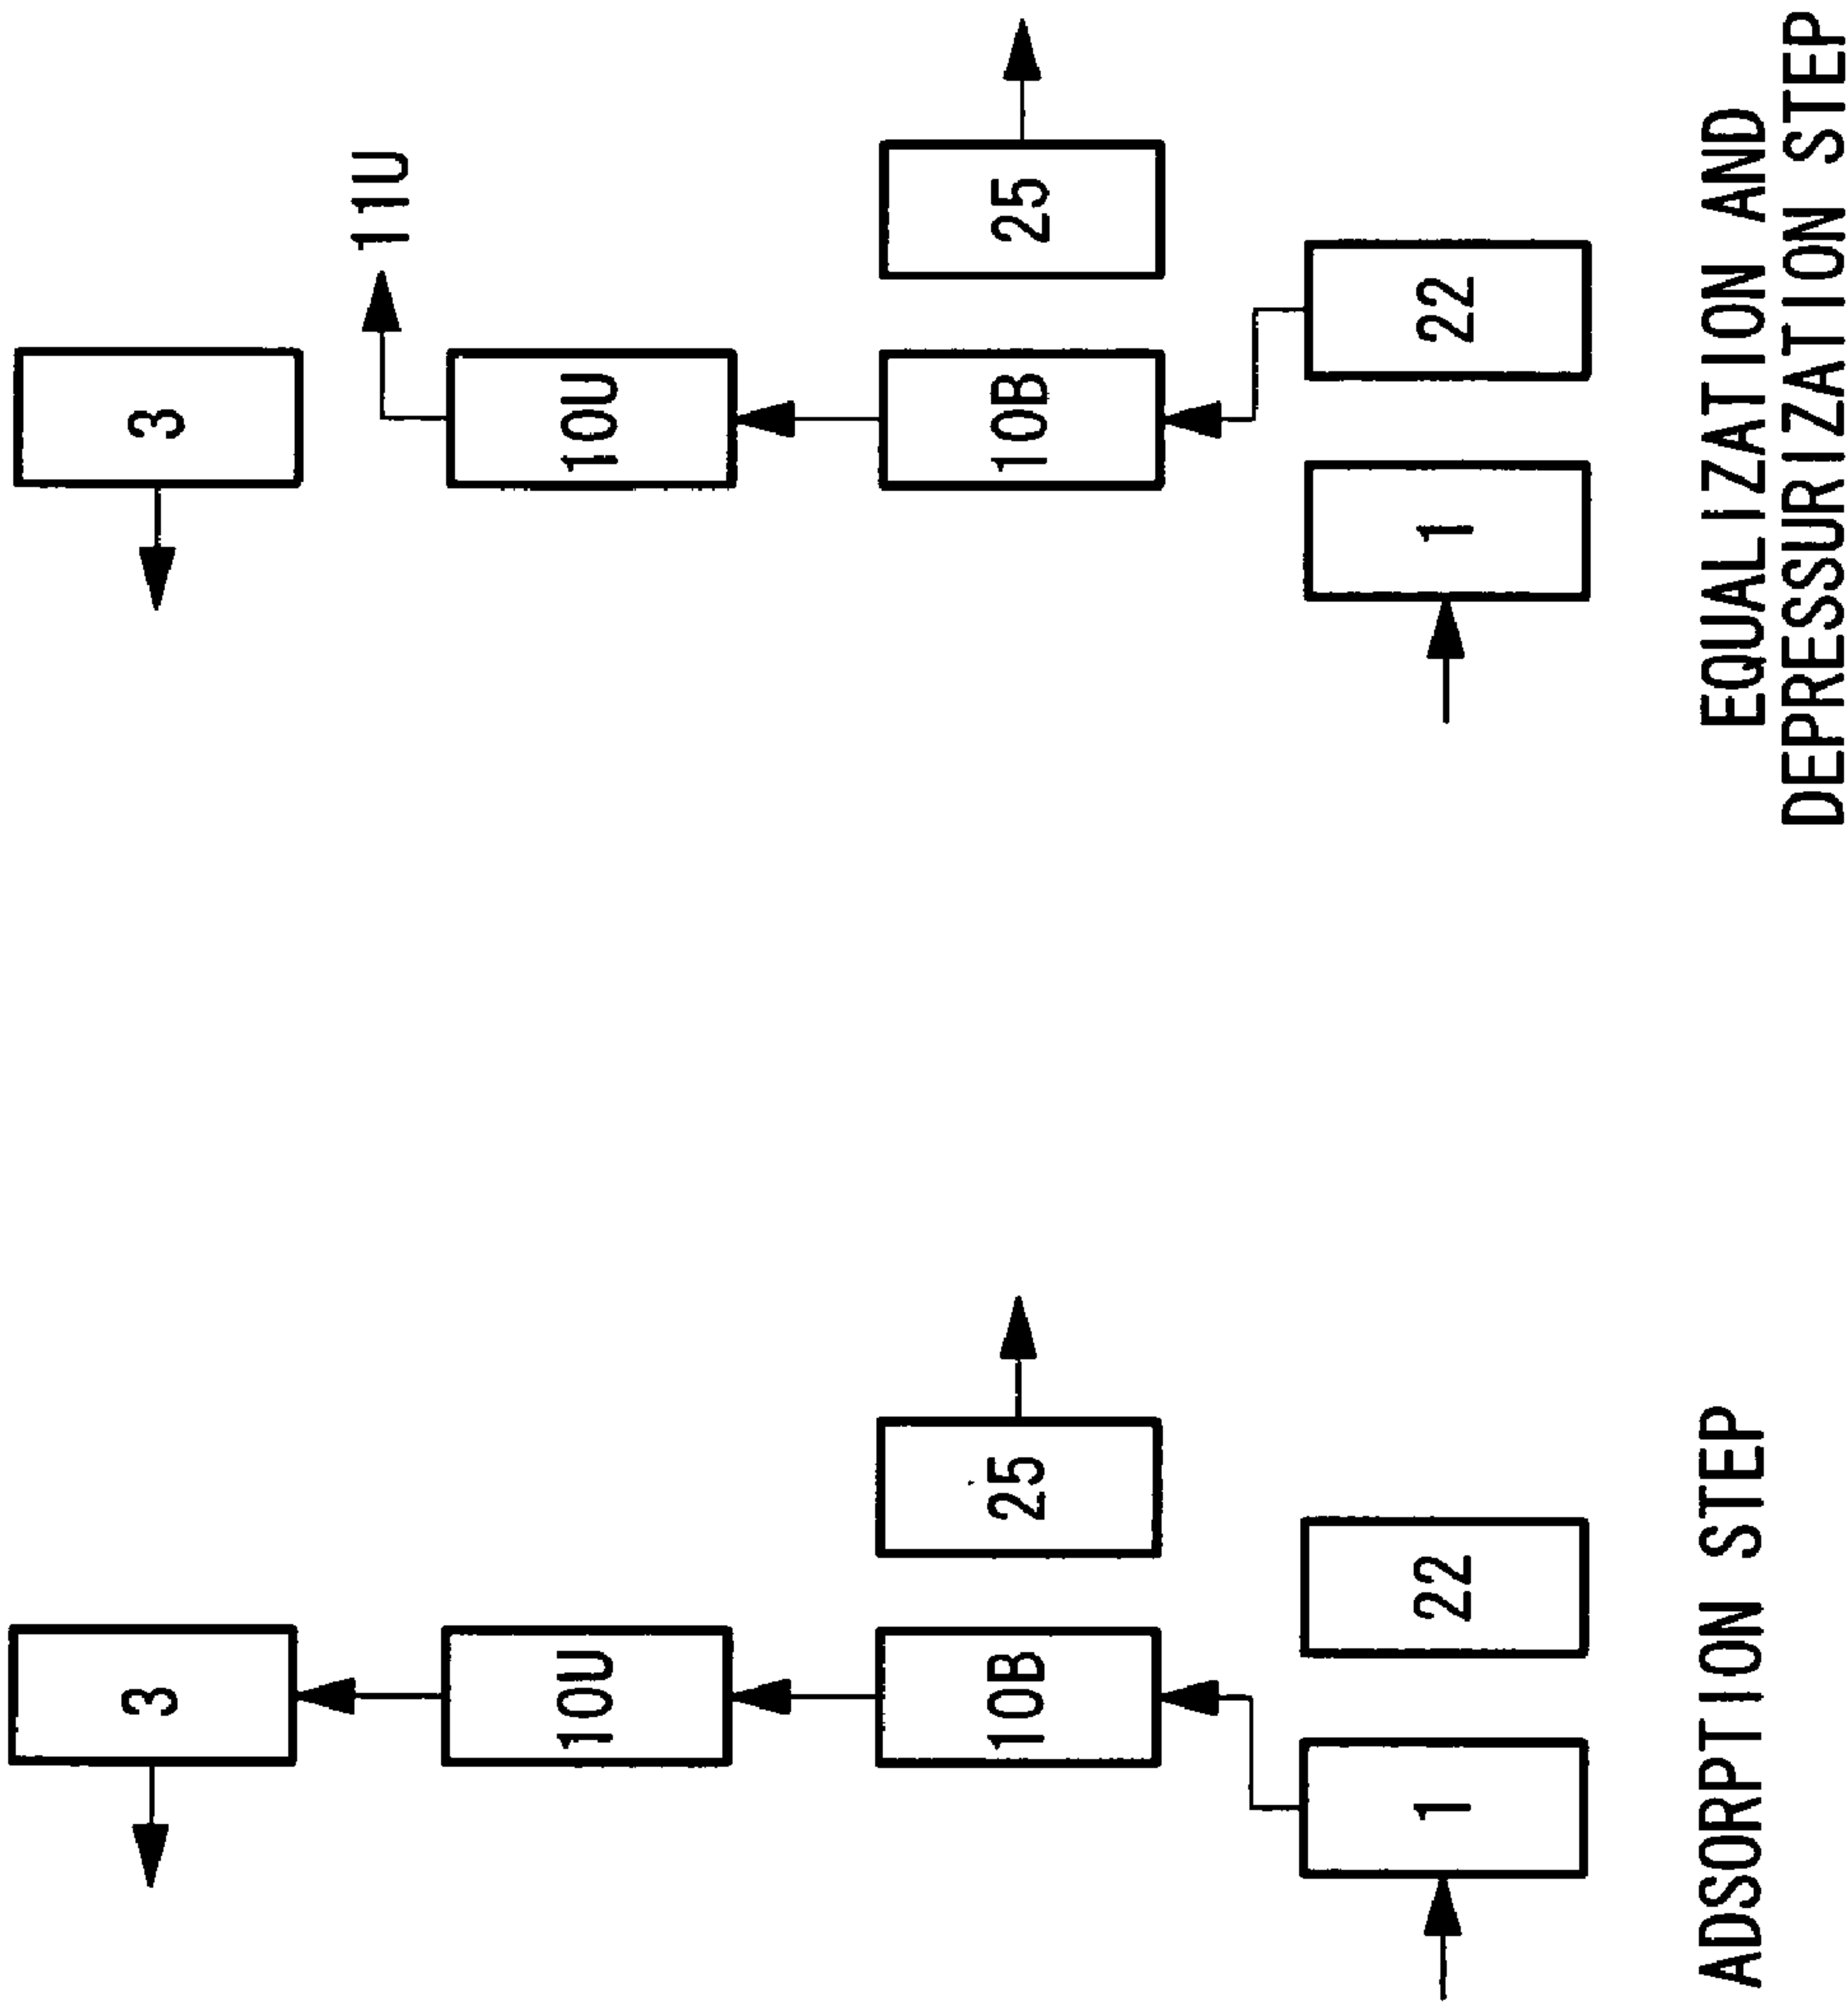 3
10U
10B
25
1
22
ADSORPTION STEP
3
11U
10U
10B
25
1
22
EQUALIZATION AND
DEPRESSURIZATION STEP